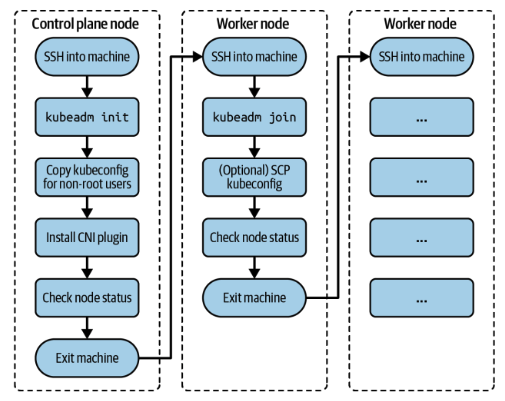 Control plane node
SSH into machine
kubeadm init
Copy kubeconfig
for non-root users
Install CNI plugin
Check node status
Exit machine
Worker node
SSH into machine
kubeadm join
(Optional) SCP
kubeconfig
Check node status
Exit machine
Worker node
SSH into machine
...
...
...
...